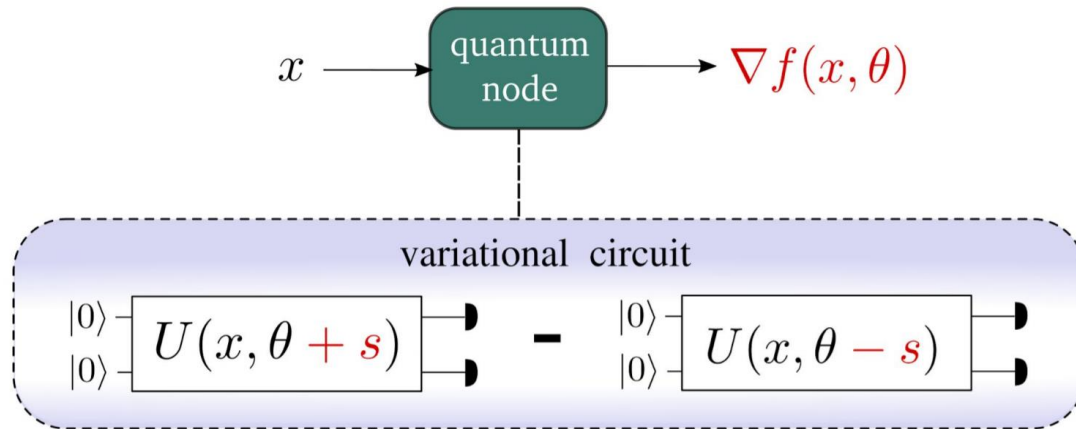 x
quantum
node
∇f(x, θ)
variational circuit
|0⟩
|0⟩
U(x, θ + s)
-
|0⟩
|0⟩
U(x, θ − s)